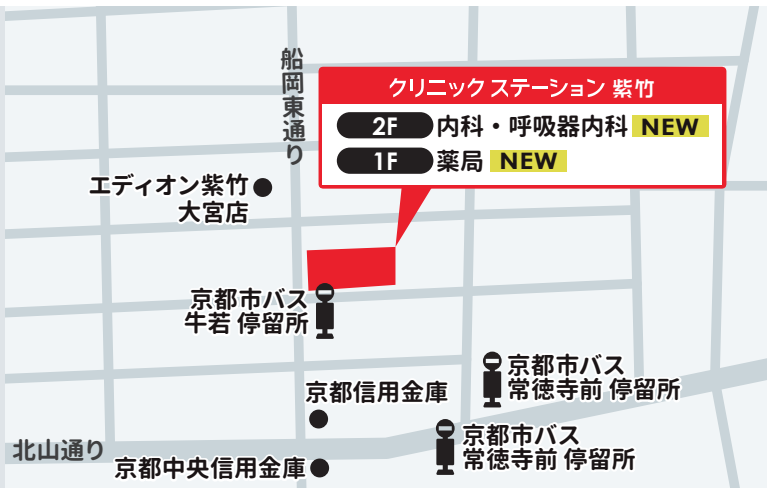 船岡東通り
クリニックステーション 紫竹
2F 内科・呼吸器内科 NEW
1F 薬局 NEW
エディオン紫竹
大宮店
京都市バス
牛若 停留所
京都市バス
常徳寺前 停留所
京都信用金庫
京都市バス
常徳寺前 停留所
北山通り
京都中央信用金庫